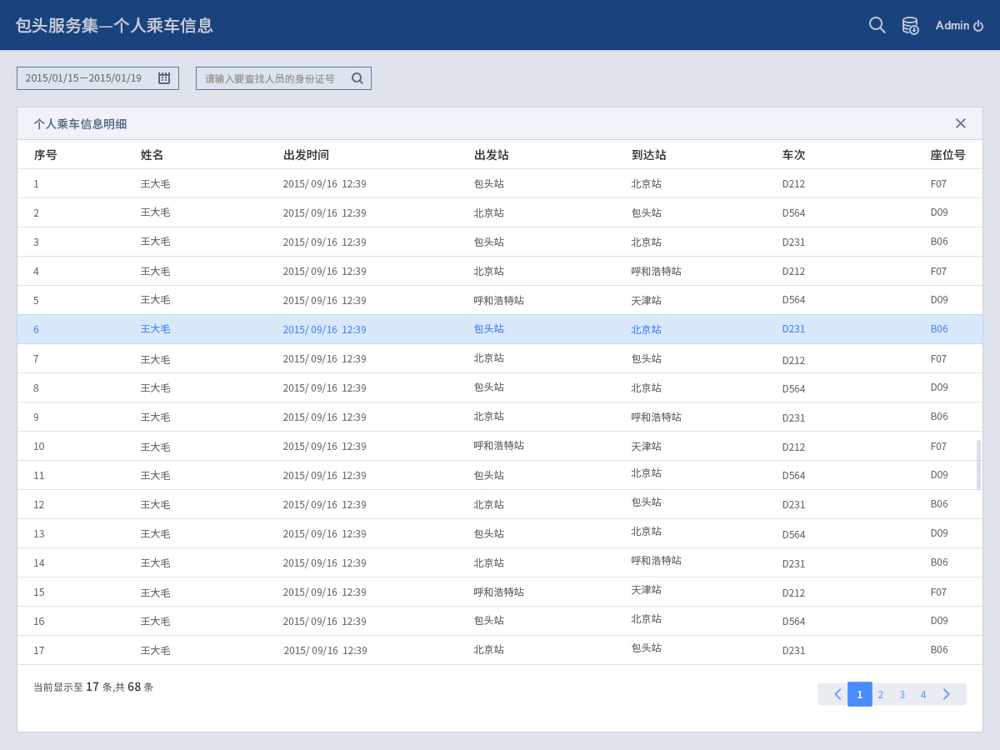 包头服务集—个人乘车信息 Admin
2015/01/15—2015/01/19 请输入要查找人员的身份证号
个人乘车信息明细
序号 姓名 出发时间 出发站 到达站 车次 座位号
1 王大毛 2015/09/16 12:39 包头站 北京站 D212 F07
2 王大毛 2015/09/16 12:39 北京站 包头站 D564 D09
3 王大毛 2015/09/16 12:39 包头站 北京站 D231 B06
4 王大毛 2015/09/16 12:39 北京站 呼和浩特站 D212 F07
5 王大毛 2015/09/16 12:39 呼和浩特站 天津站 D564 D09
6 王大毛 2015/09/16 12:39 包头站 北京站 D231 B06
7 王大毛 2015/09/16 12:39 北京站 包头站 D212 F07
8 王大毛 2015/09/16 12:39 包头站 北京站 D564 D09
9 王大毛 2015/09/16 12:39 北京站 呼和浩特站 D231 B06
10 王大毛 2015/09/16 12:39 呼和浩特站 天津站 D212 F07
11 王大毛 2015/09/16 12:39 包头站 北京站 D564 D09
12 王大毛 2015/09/16 12:39 北京站 包头站 D231 B06
13 王大毛 2015/09/16 12:39 包头站 北京站 D564 D09
14 王大毛 2015/09/16 12:39 北京站 呼和浩特站 D231 B06
15 王大毛 2015/09/16 12:39 呼和浩特站 天津站 D212 F07
16 王大毛 2015/09/16 12:39 包头站 北京站 D564 D09
17 王大毛 2015/09/16 12:39 北京站 包头站 D231 B06
当前显示至 17 条,共 68 条
1 2 3 4